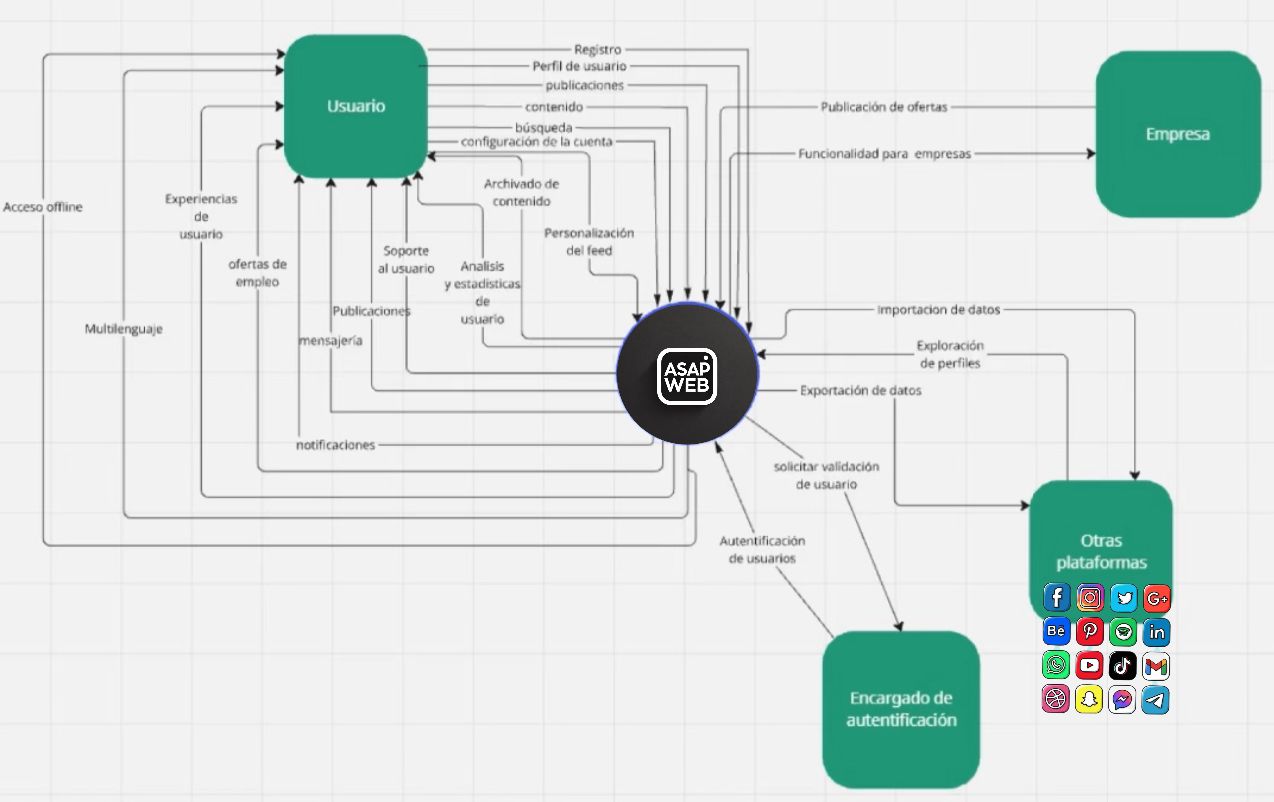 Registro
Perfil de usuario
publicaciones
contenido
búsqueda
configuración de la cuenta
Usuario
Publicación de ofertas
Funcionalidad para empresas
Empresa
Acceso offline
Experiencias
de
usuario
ofertas de
empleo
Multilenguaje
Archivado de
contenido
Personalización
del feed
Soporte
al usuario
Analisis
y estadísticas
de
usuario
Publicaciones
mensajería
notificaciones
ASAP
WEB
Importacion de datos
Exploración
de perfiles
Exportación de datos
solicitar validación
de usuario
Autentificación
de usuarios
Otras
plataformas
G+
Bē
in
Encargado de
autentificación